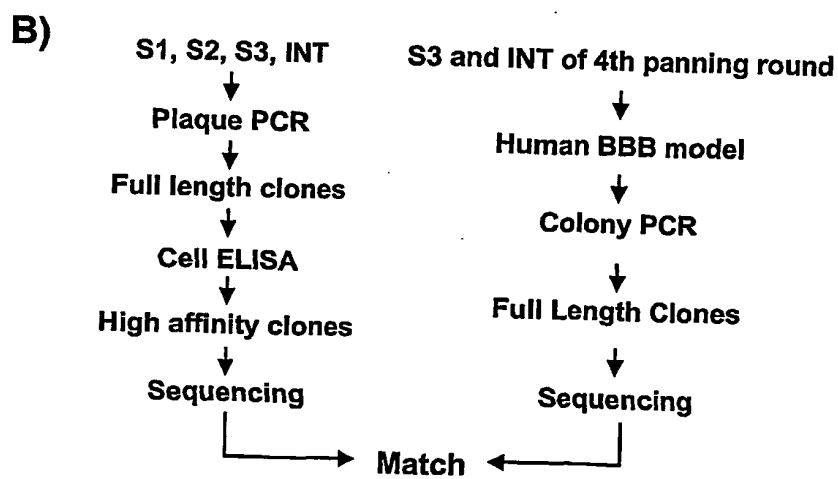 B)
S1, S2, S3, INT
Plaque PCR
Full length clones
Cell ELISA
High affinity clones
Sequencing
S3 and INT of 4th panning round
Human BBB model
Colony PCR
Full Length Clones
Sequencing
Match